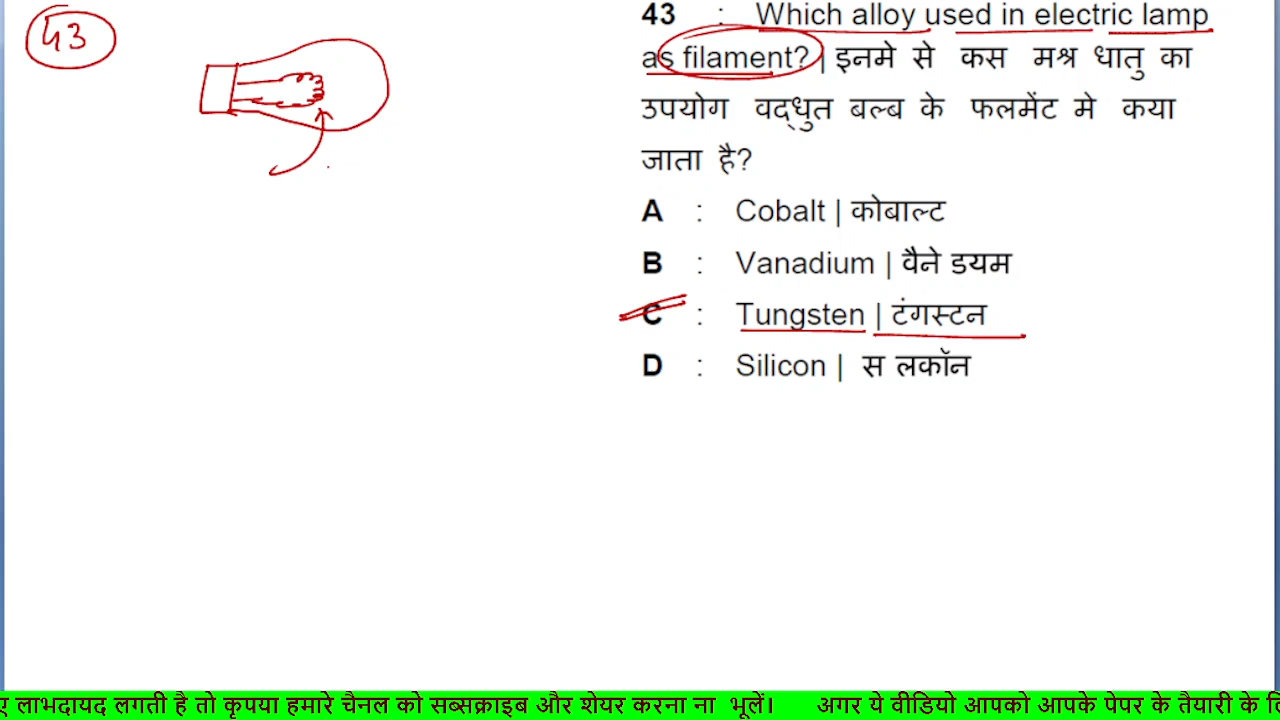 43
43 : Which alloy used in electric lamp
as filament? | इनमे से कस मश्र धातु का
उपयोग वद्धुत बल्ब के फलमेंट मे कया
जाता है?
A : Cobalt | कोबाल्ट
B : Vanadium | वैने डयम
C : Tungsten | टंगस्टन
D : Silicon | स लकॉन
ए लाभदायद लगती है तो कृपया हमारे चैनल को सब्सक्राइब और शेयर करना ना भूलें। अगर ये वीडियो आपको आपके पेपर के तैयारी के लि